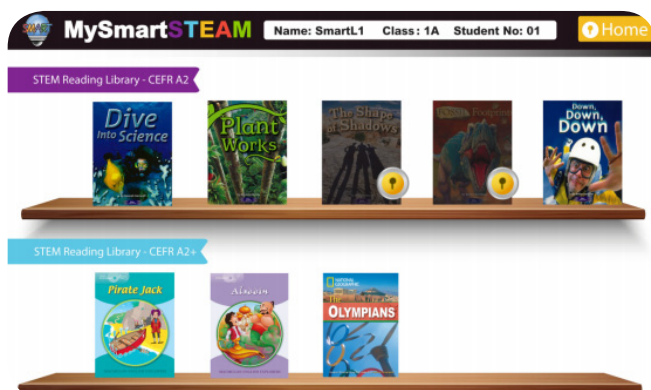 SMART
MySmartSTEAM
Name: SmartL1 Class: 1A Student No: 01
Home
STEM Reading Library - CEFR A2
Dive
Into Science
Plant
Works
The Shape
of Shadows
Footprints
Down,
Down,
Down
STEM Reading Library - CEFR A2+
Pirate Jack
Aladdin
NATIONAL
GEOGRAPHIC
OLYMPIANS